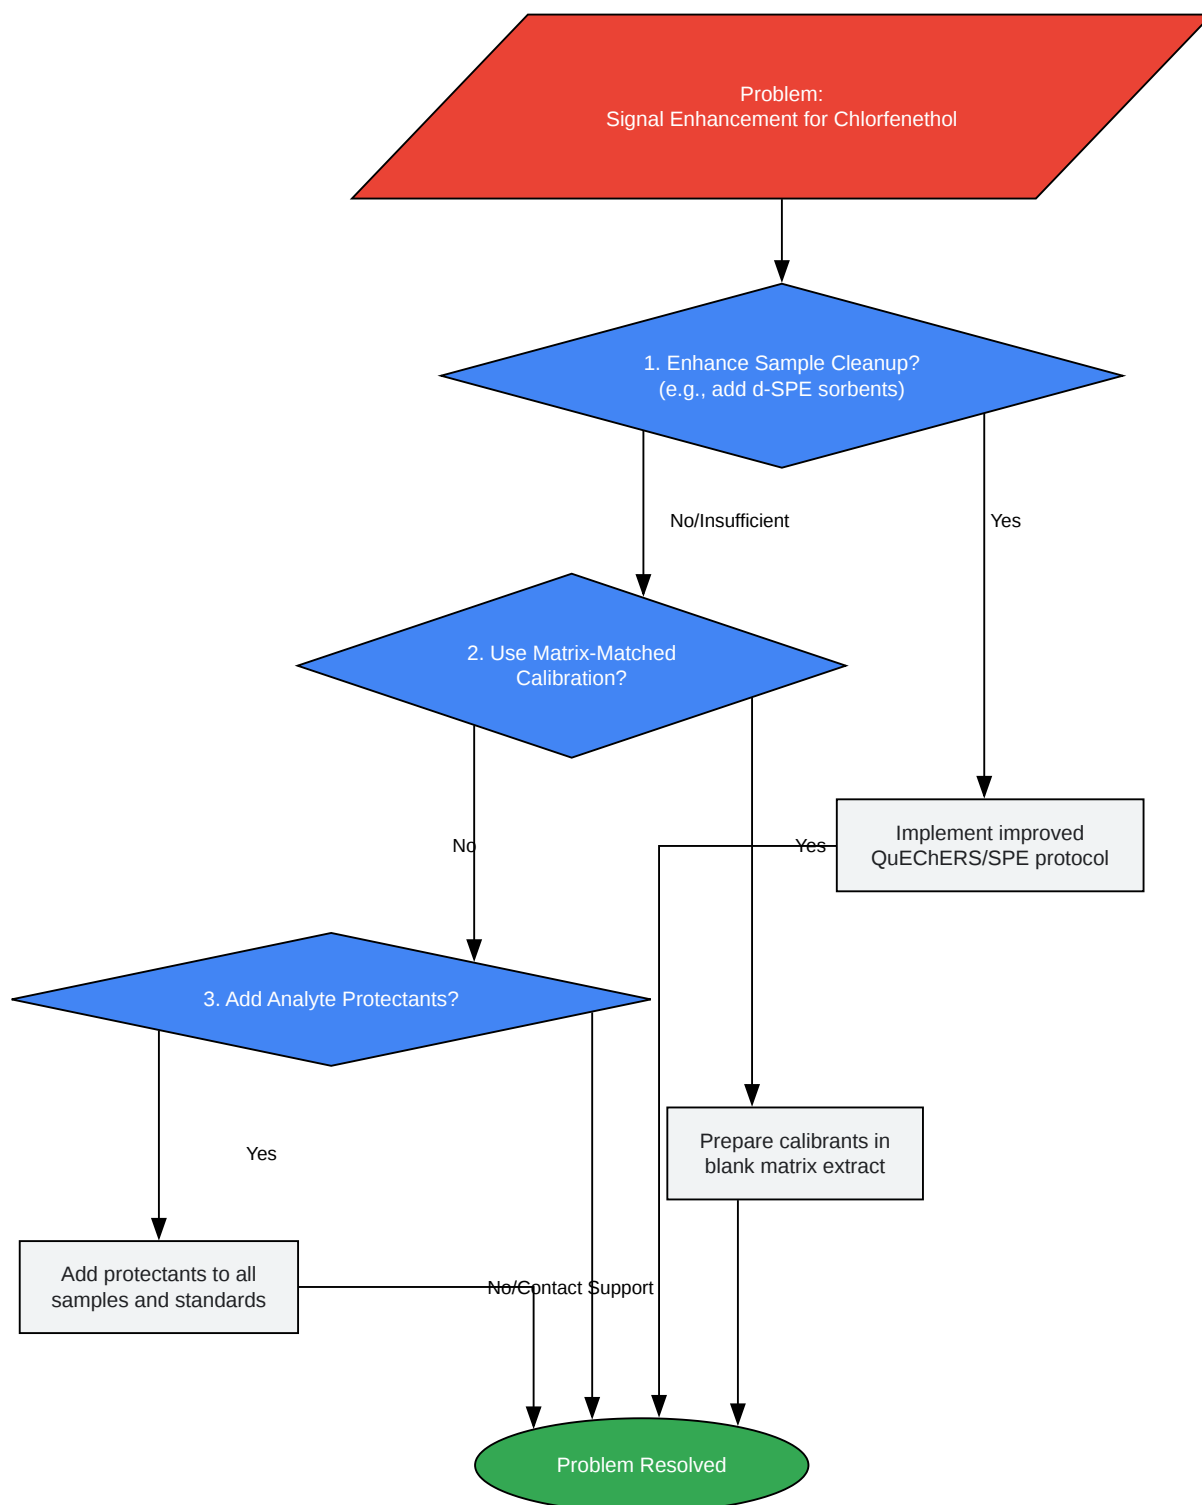 Problem:
Signal Enhancement for Chlorfenethol
1. Enhance Sample Cleanup?
(e.g., add d-SPE sorbents)
No/Insufficient
Yes
2. Use Matrix-Matched
Calibration?
No
Yes
Implement improved
QuEChERS/SPE protocol
3. Add Analyte Protectants?
Yes
Prepare calibrants in
blank matrix extract
Add protectants to all
samples and standards
No/Contact Support
Problem Resolved